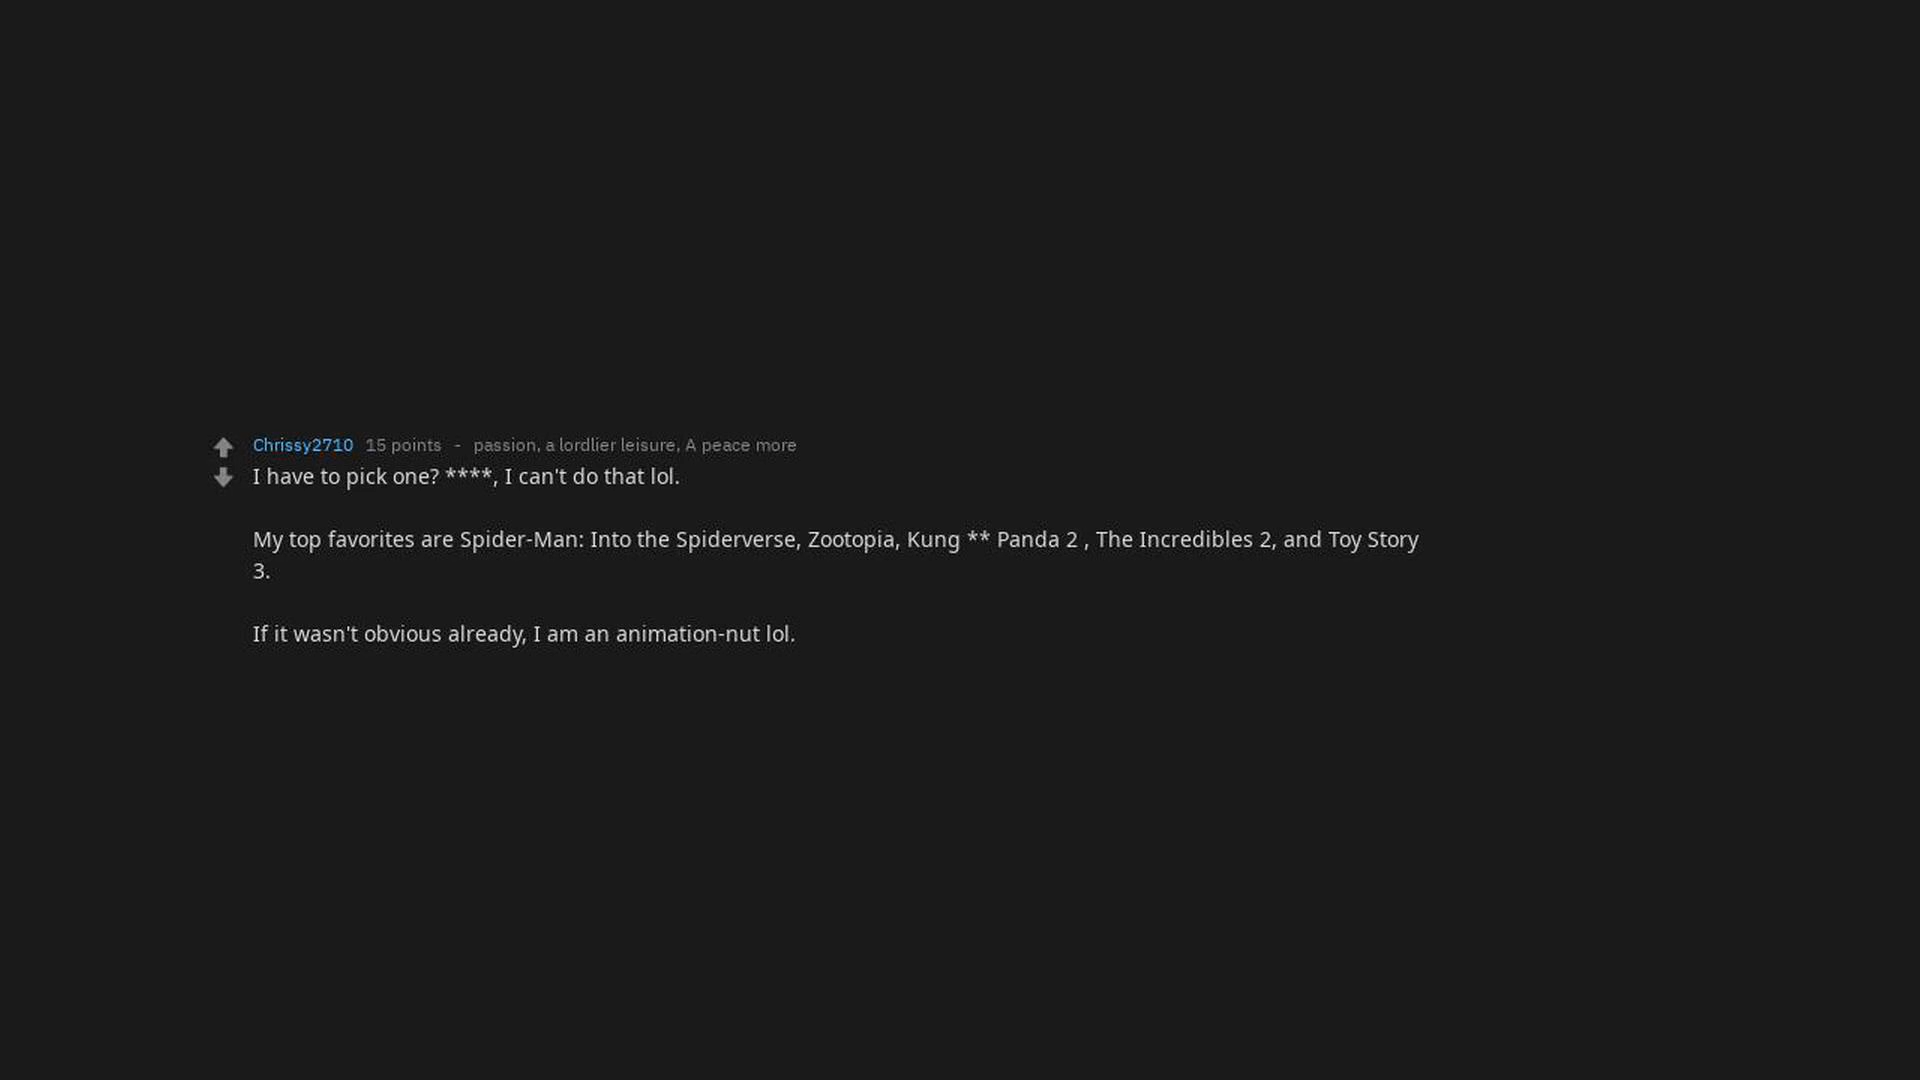 Chrissy2710 15 points - passion, a lordlier leisure, A peace more
I have to pick one? ****, I can't do that lol.
My top favorites are Spider-Man: Into the Spiderverse, Zootopia, Kung ** Panda 2 , The Incredibles 2, and Toy Story
3.
If it wasn't obvious already, I am an animation-nut lol.